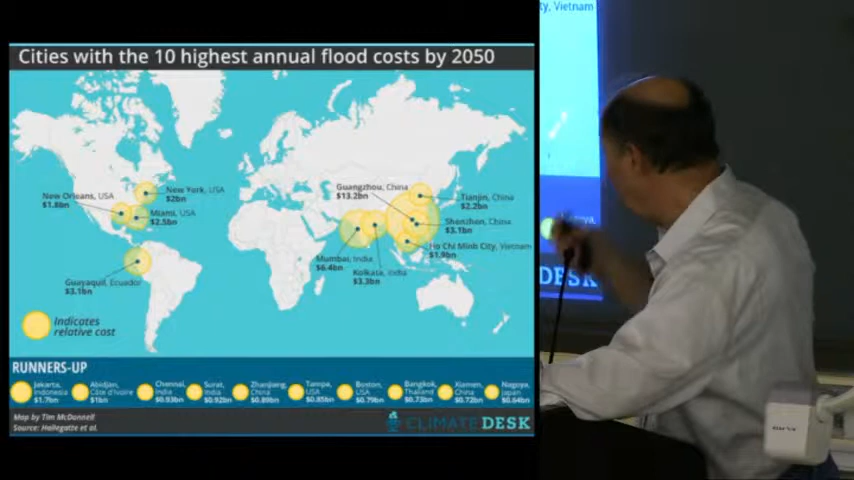 Cities with the 10 highest annual flood costs by 2050
New Orleans, USA
$1.8bn
New York, USA
$2bn
Miami, USA
$2.5bn
Guayaquil, Ecuador
$3.1bn
Guangzhou, China
$13.2bn
Tianjin, China
$2.2bn
Shenzhen, China
$3.1bn
Ho Chi Minh City, Vietnam
$1.9bn
Mumbai, India
$6.4bn
Kolkata, India
$3.3bn
Indicates
relative cost
RUNNERS-UP
Jakarta,
Indonesia
$1.7bn
Abidjan,
Côte d'Ivoire
$1bn
Chennai,
India
$0.93bn
Surat,
India
$0.92bn
Zhanjiang,
China
$0.89bn
Tampa,
USA
$0.85bn
Boston,
USA
$0.79bn
Bangkok,
Thailand
$0.73bn
Xiamen,
China
$0.72bn
Nagoya,
Japan
$0.64bn
Map by Tim McDonnell
Source: Hallegatte et al.
CLIMATE DESK
ty, Vietnam
DESK